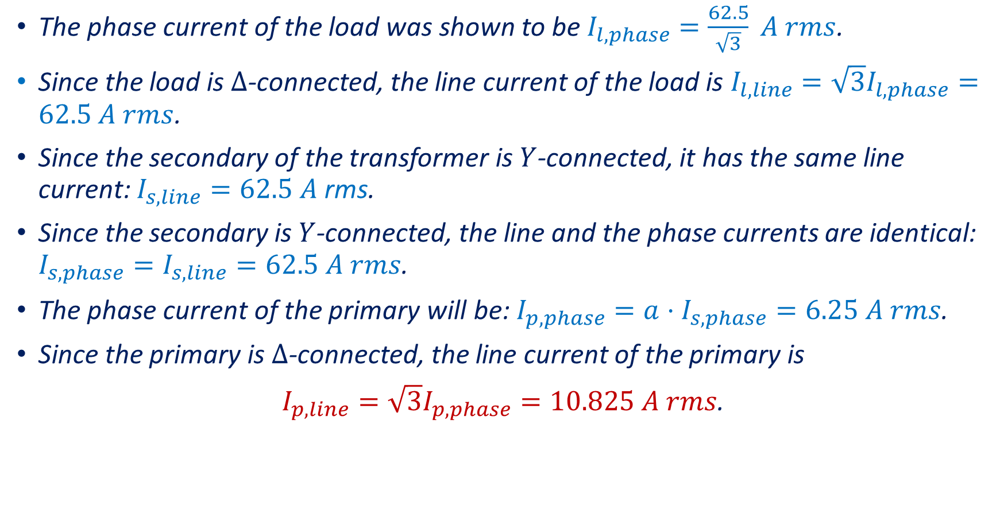 • The phase current of the load was shown to be $I_{l,phase} = \frac{62.5}{\sqrt{3}}\ A\ rms$.
• Since the load is Δ-connected, the line current of the load is $I_{l,line} = \sqrt{3}I_{l,phase} =$
$62.5\ A\ rms$.
• Since the secondary of the transformer is $Y$-connected, it has the same line
current: $I_{s,line} = 62.5\ A$ rms.
• Since the secondary is $Y$-connected, the line and the phase currents are identical:
$I_{s,phase} = I_{s,line} = 62.5\ A\ rms$.
• The phase current of the primary will be: $I_{p,phase} = a \cdot I_{s,phase} = 6.25\ A\ rms$.
• Since the primary is Δ-connected, the line current of the primary is
$I_{p,line} = \sqrt{3}I_{p,phase} = 10.825\ A\ rms$.